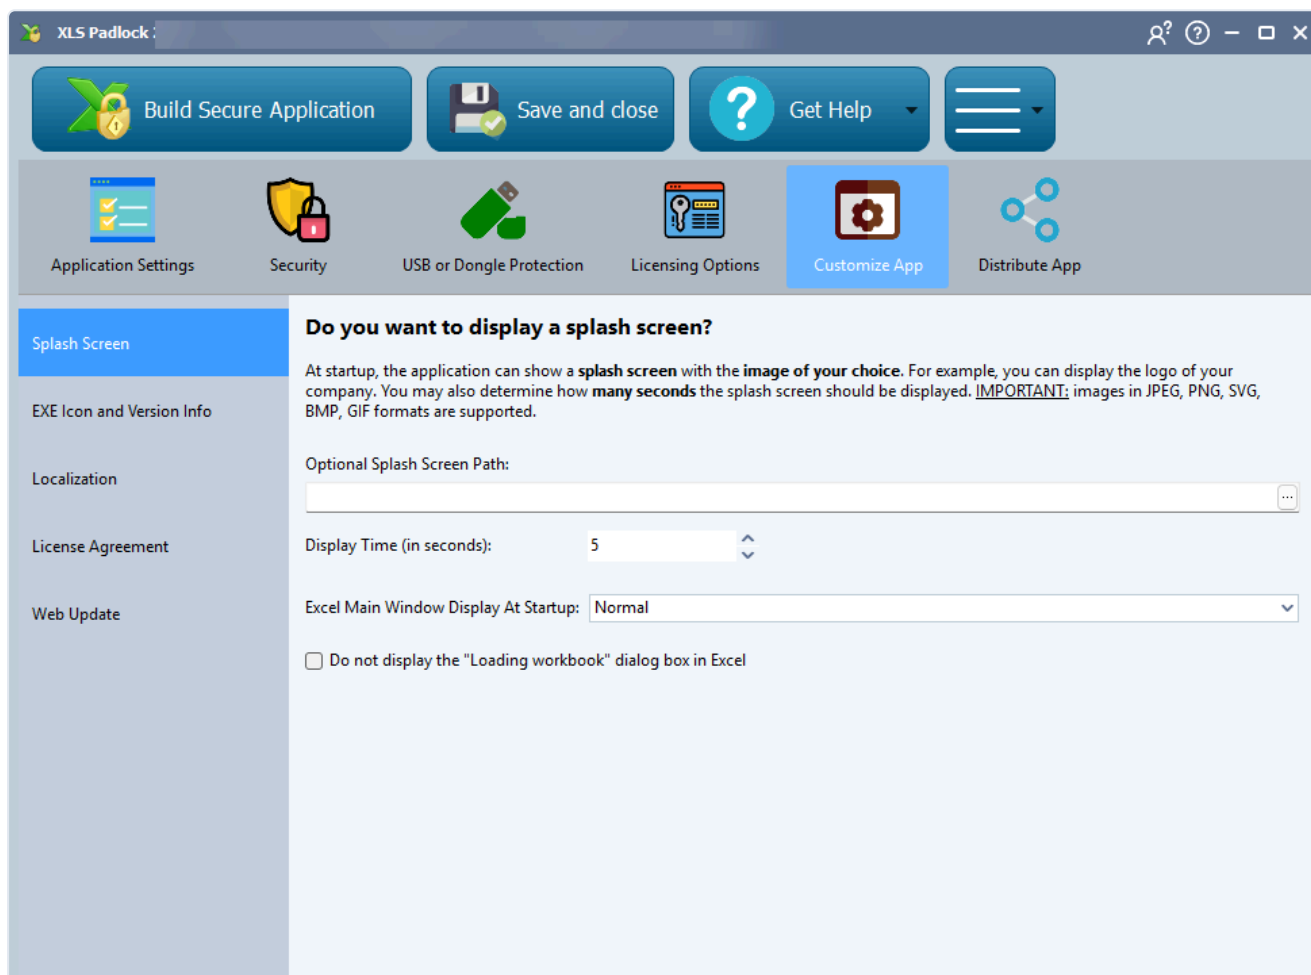 XLS Padlock
Build Secure Application
Save and close
Get Help
Application Settings
Security
USB or Dongle Protection
Licensing Options
Customize App
Distribute App
Splash Screen
EXE Icon and Version Info
Localization
License Agreement
Web Update
Do you want to display a splash screen?
At startup, the application can show a splash screen with the image of your choice. For example, you can display the logo of your
company. You may also determine how many seconds the splash screen should be displayed. IMPORTANT: images in JPEG, PNG, SVG,
BMP, GIF formats are supported.
Optional Splash Screen Path:
...
Display Time (in seconds): 5
Excel Main Window Display At Startup: Normal
Do not display the "Loading workbook" dialog box in Excel